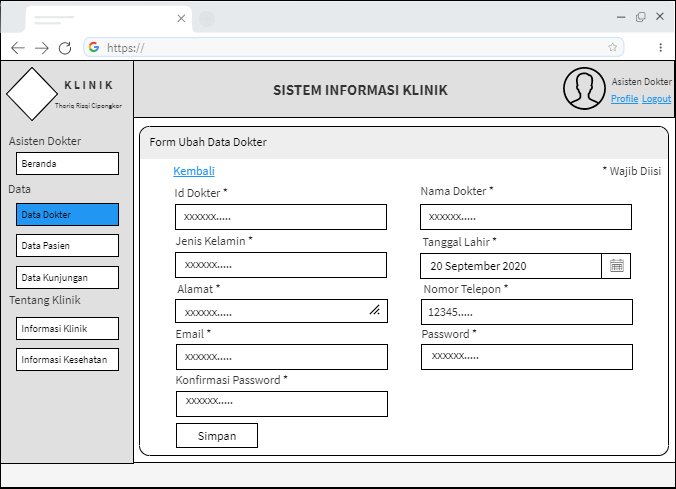 https://
KLINIK
Thoriq Rizqi Cipongkor
SISTEM INFORMASI KLINIK
Asisten Dokter
Profile Logout
Asisten Dokter
Beranda
Data
Data Dokter
Data Pasien
Data Kunjungan
Tentang Klinik
Informasi Klinik
Informasi Kesehatan
Form Ubah Data Dokter
Kembali
* Wajib Diisi
Id Dokter *
Nama Dokter *
xxxxxx.....
xxxxxx.....
Jenis Kelamin *
Tanggal Lahir *
xxxxxx.....
20 September 2020
Alamat *
Nomor Telepon *
xxxxxx.....
12345.....
Email *
Password *
xxxxxx.....
xxxxxx.....
Konfirmasi Password *
xxxxxx.....
Simpan